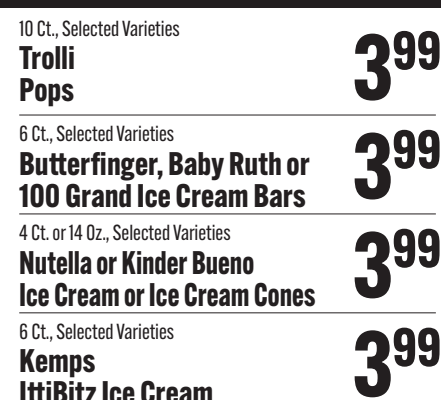 10 Ct., Selected Varieties
Trolli
Pops
399
6 Ct., Selected Varieties
Butterfinger, Baby Ruth or
100 Grand Ice Cream Bars
399
4 Ct. or 14 Oz., Selected Varieties
Nutella or Kinder Bueno
Ice Cream or Ice Cream Cones
399
6 Ct., Selected Varieties
Kemps
IttiBitz Ice Cream
399